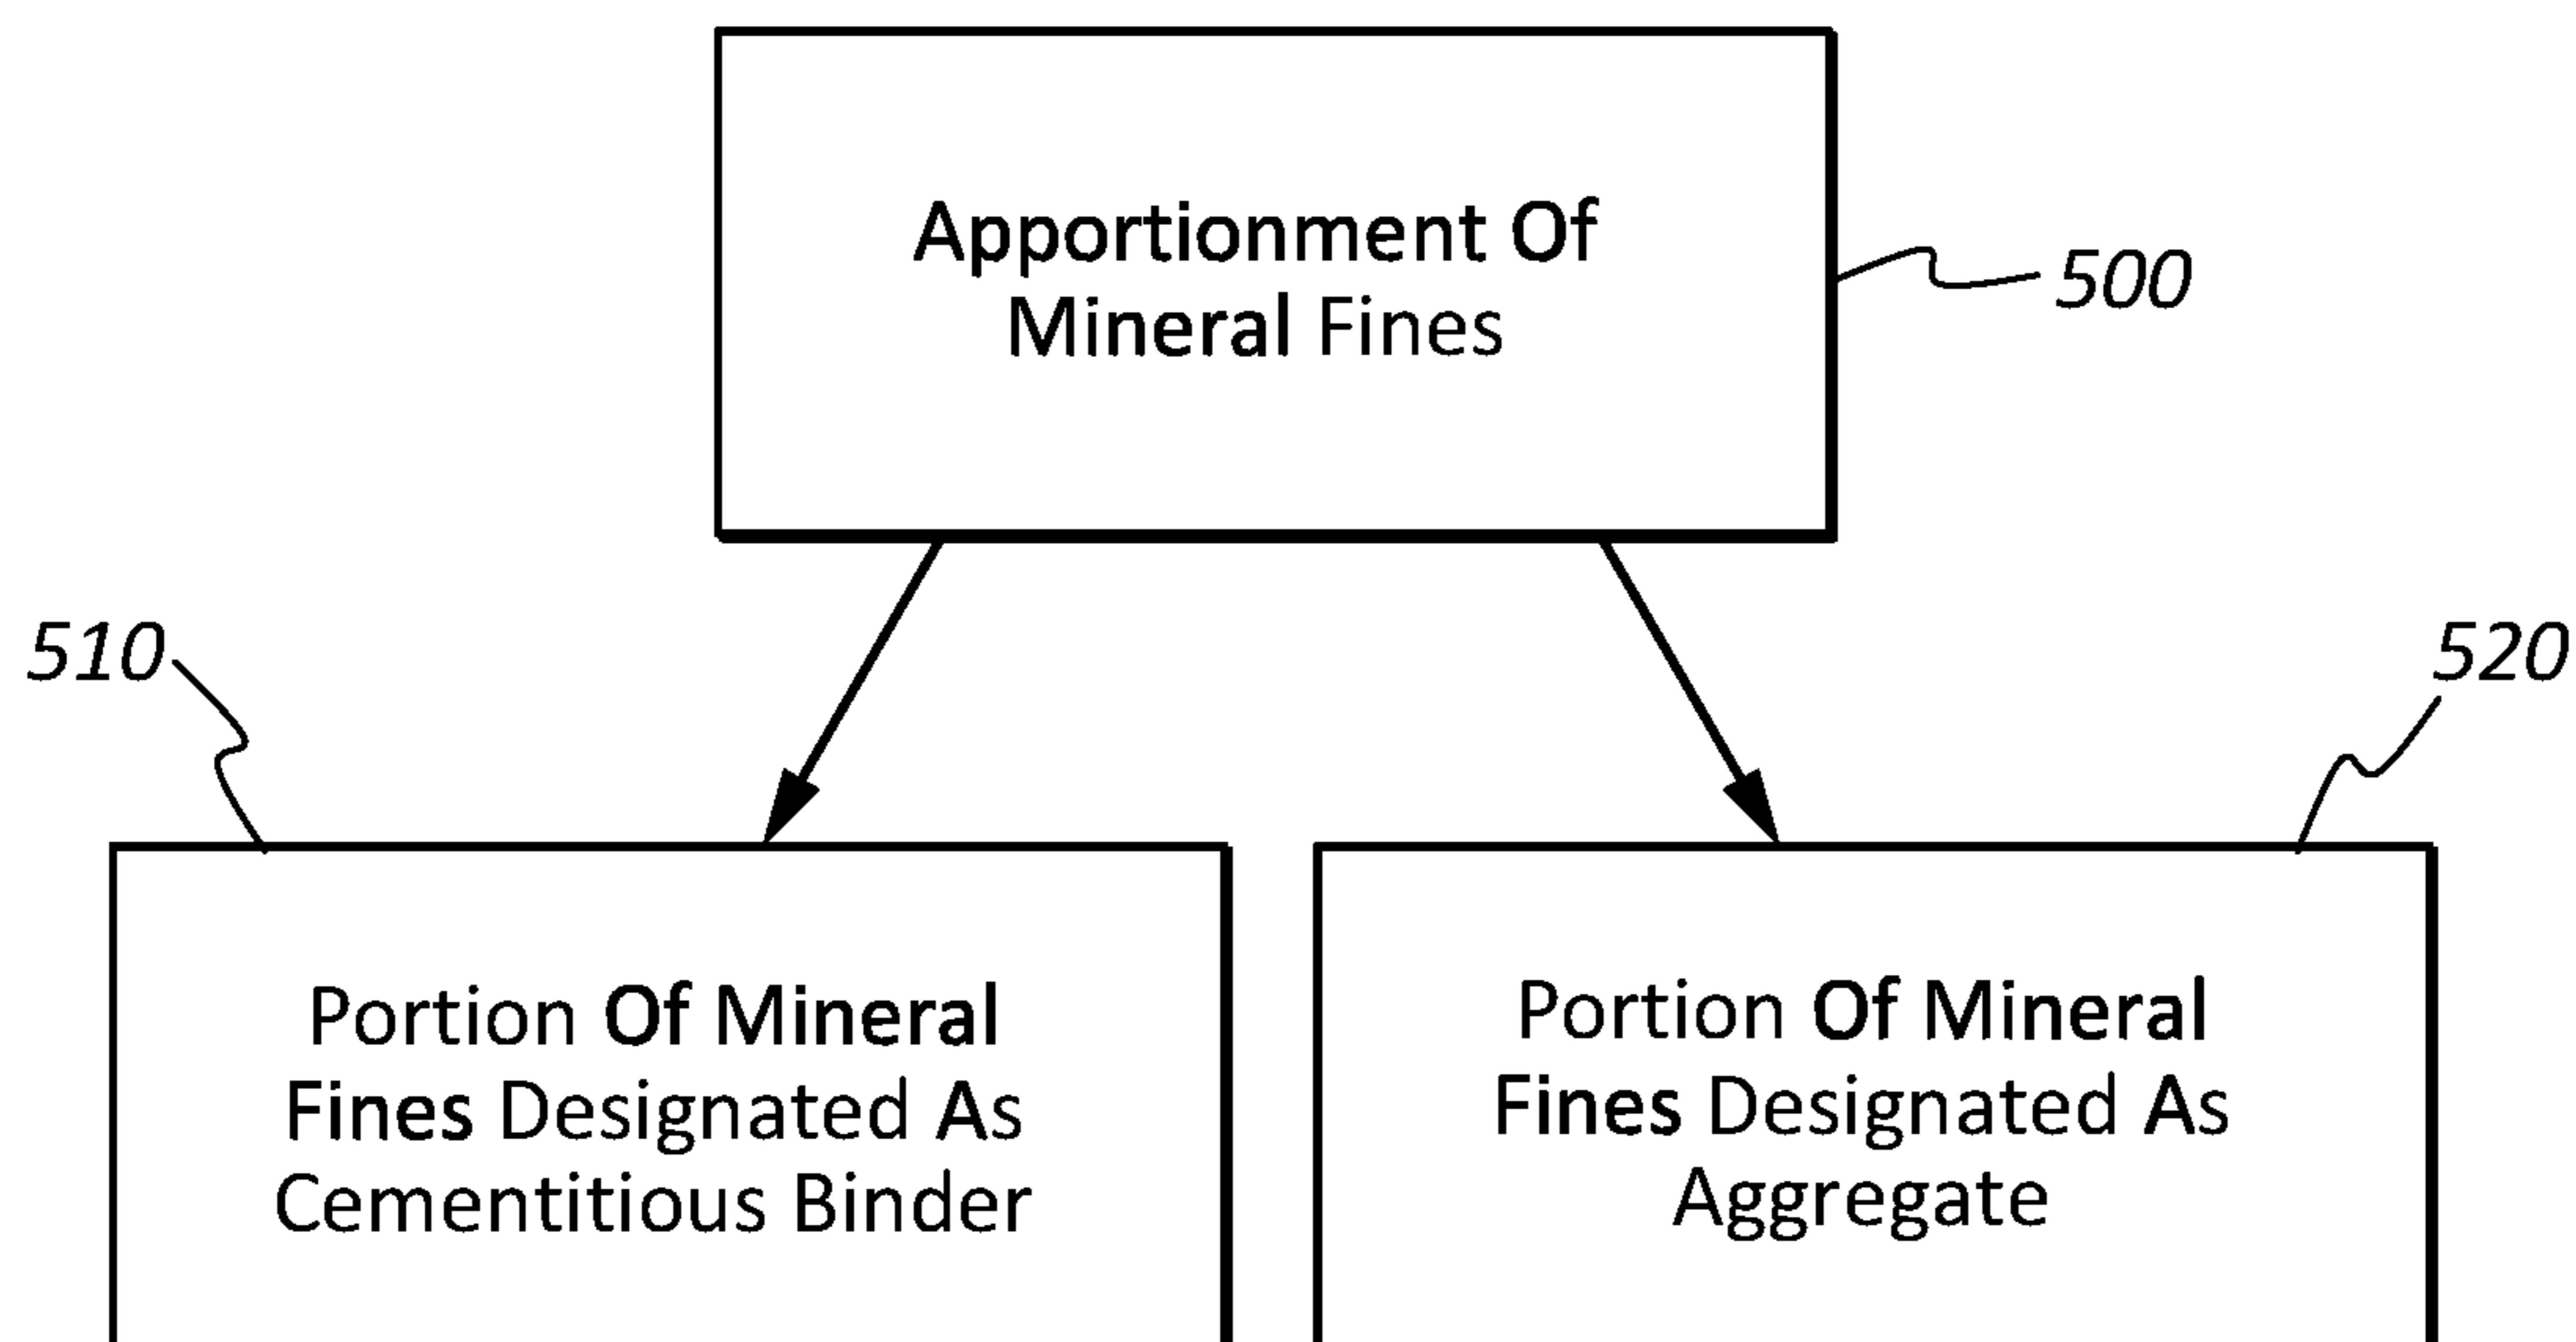 Apportionment Of
Mineral Fines
500
510
520
Portion Of Mineral
Fines Designated As
Cementitious Binder
Portion Of Mineral
Fines Designated As
Aggregate